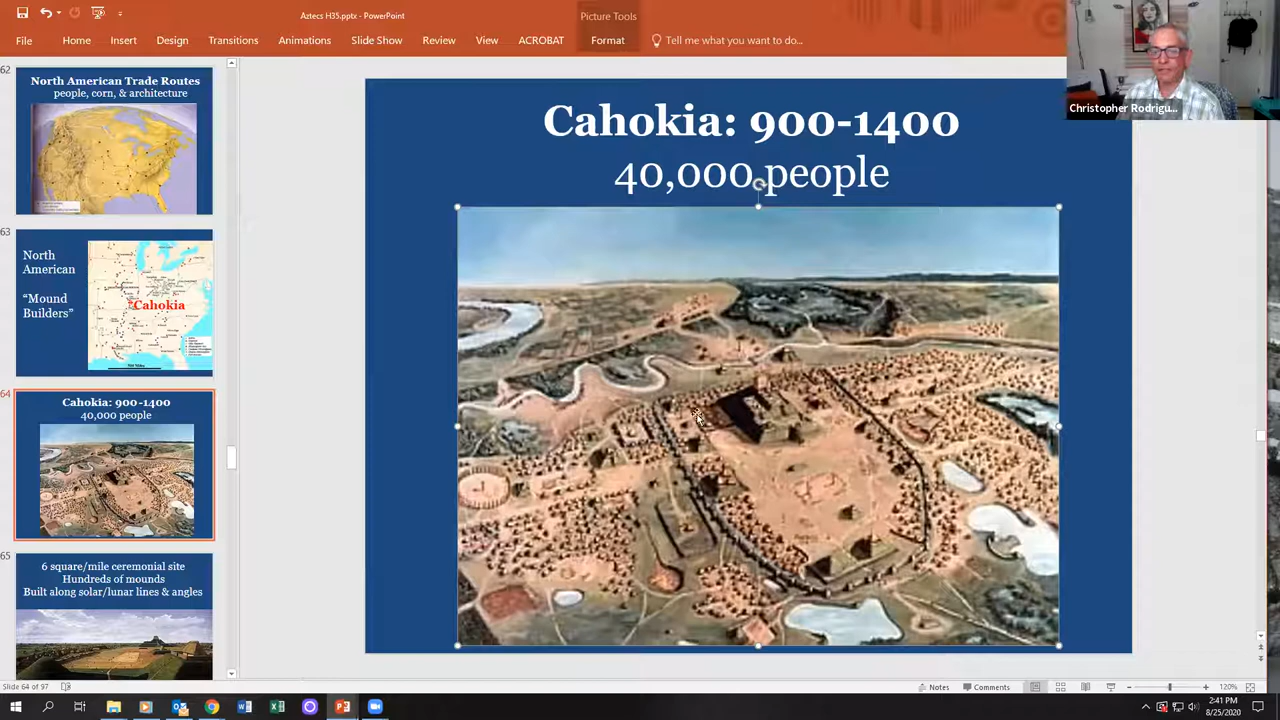 Aztecs H35.pptx - PowerPoint
Picture Tools
File Home Insert Design Transitions Animations Slide Show Review View ACROBAT Format Tell me what you want to do...
Christopher Rodrigu...
62
North American Trade Routes
people, corn, & architecture
63
North
American
"Mound
Builders"
Cahokia
64
Cahokia: 900-1400
40,000 people
65
6 square/mile ceremonial site
Hundreds of mounds
Built along solar/lunar lines & angles
Cahokia: 900-1400
40,000 people
Slide 64 of 97
Notes
Comments
120%
2:41 PM
8/25/2020